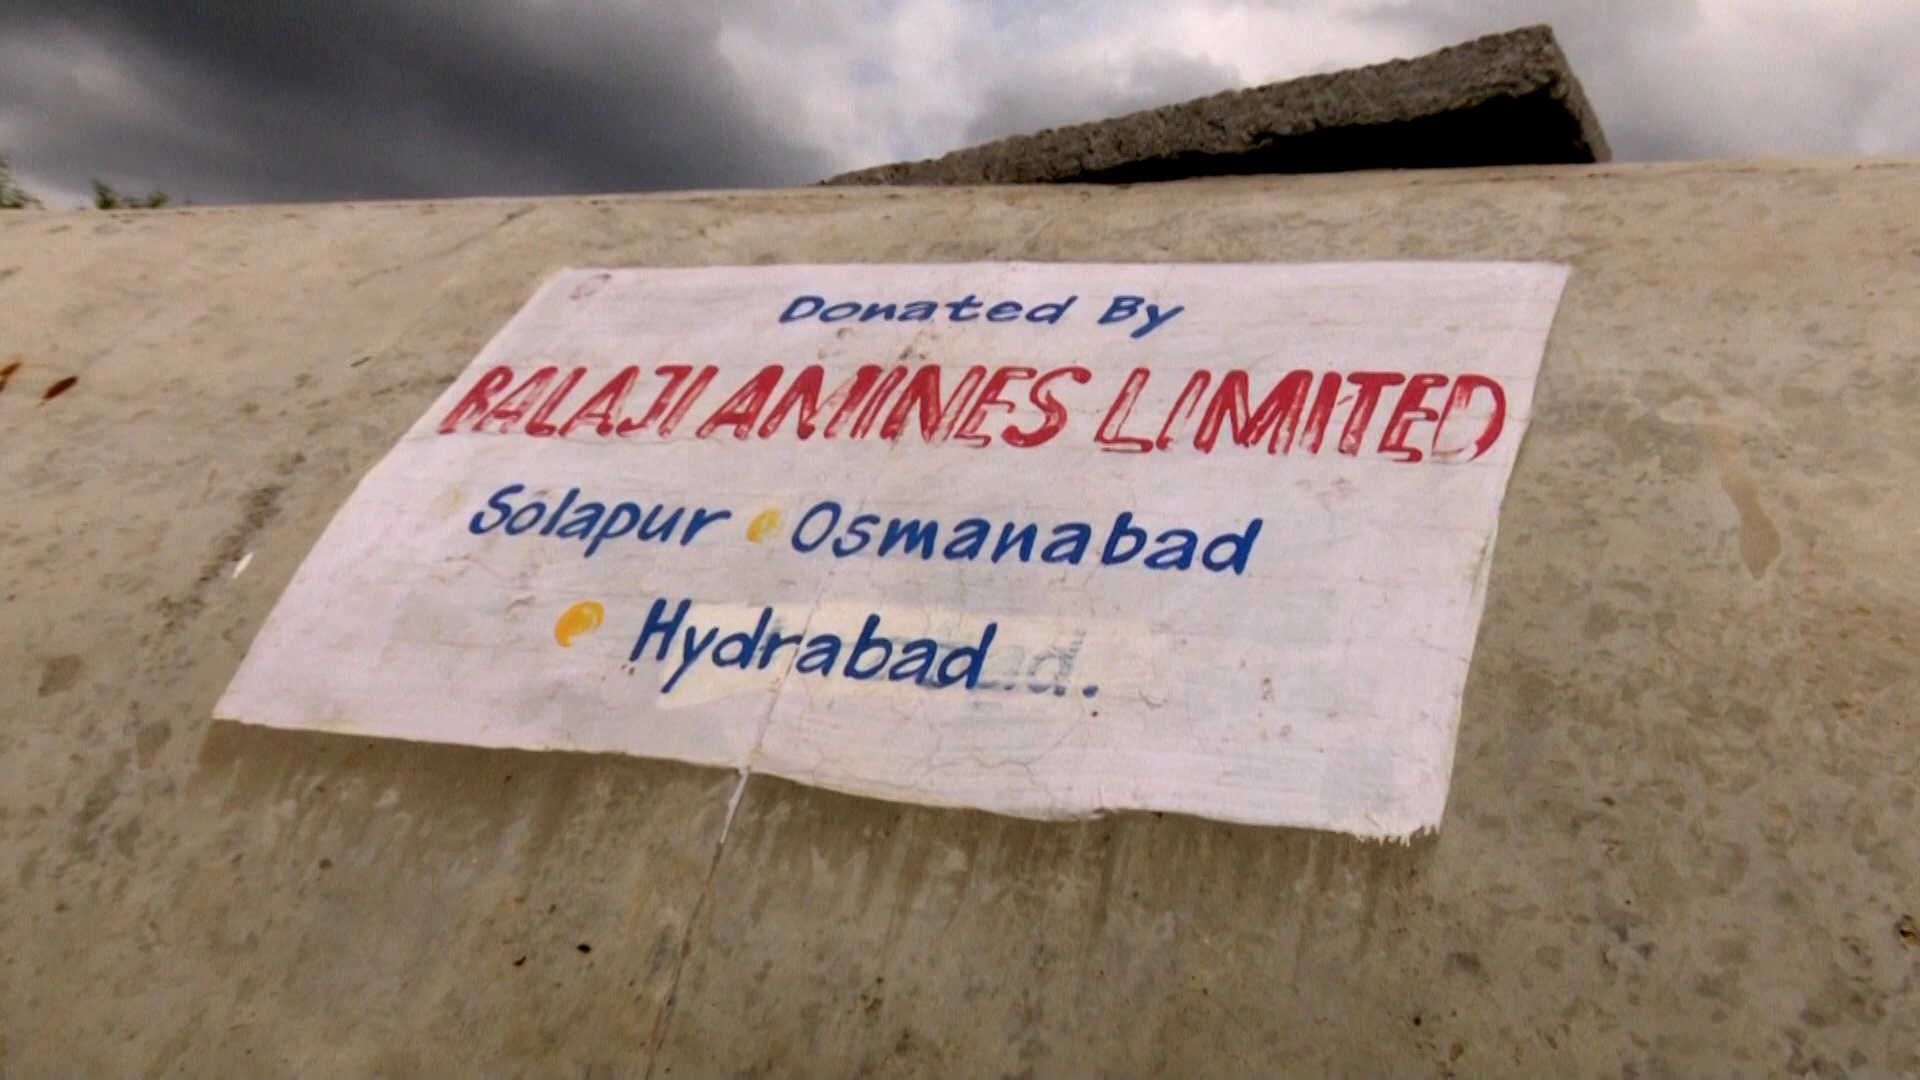 Donated By
BALAJI AMINES LIMITED
Solapur • Osmanabad
• Hydrabad.